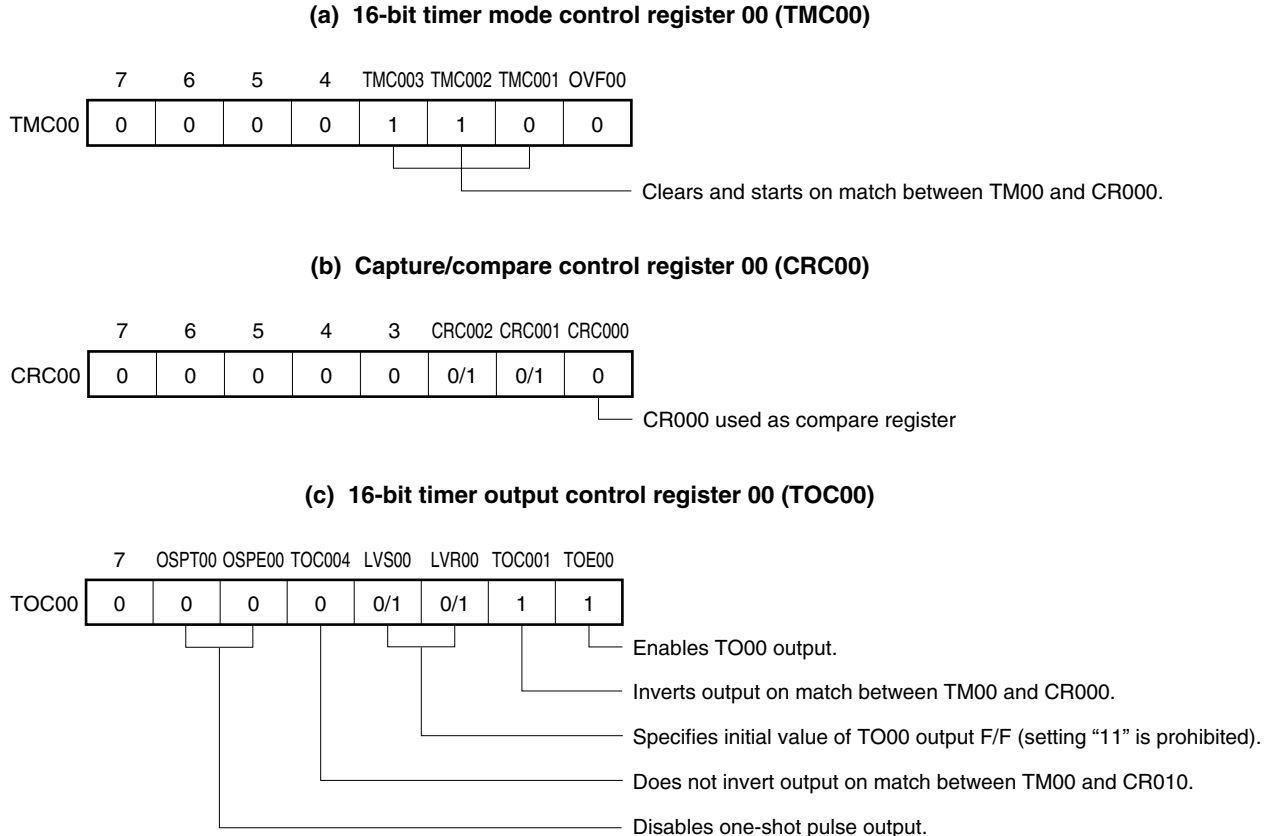 (a) 16-bit timer mode control register 00 (TMC00)
7 6 5 4 TMC003 TMC002 TMC001 OVF00
TMC00 0 0 0 0 1 1 0 0
Clears and starts on match between TM00 and CR000.
(b) Capture/compare control register 00 (CRC00)
7 6 5 4 3 CRC002 CRC001 CRC000
CRC00 0 0 0 0 0 0/1 0/1 0
CR000 used as compare register
(c) 16-bit timer output control register 00 (TOC00)
7 OSPT00 OSPE00 TOC004 LVS00 LVR00 TOC001 TOE00
TOC00 0 0 0 0 0/1 0/1 1 1
Enables TO00 output.
Inverts output on match between TM00 and CR000.
Specifies initial value of TO00 output F/F (setting “11” is prohibited).
Does not invert output on match between TM00 and CR010.
Disables one-shot pulse output.